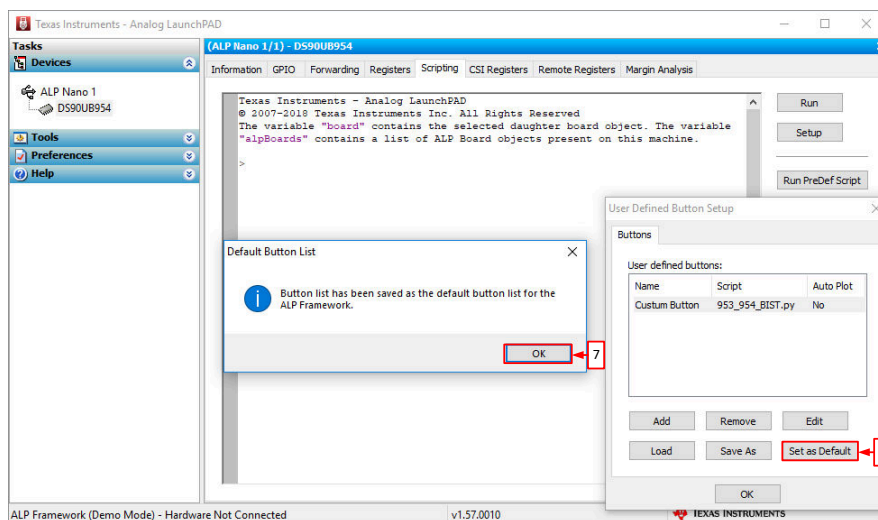 Texas Instruments - Analog LaunchPAD
Tasks
(ALP Nano 1/1) - DS90UB954
Devices
Information GPIO Forwarding Registers Scripting CSI Registers Remote Registers Margin Analysis
ALP Nano 1
DS90UB954
Tools
Preferences
Help
Texas Instruments - Analog LaunchPAD
© 2007-2018 Texas Instruments Inc. All Rights Reserved
The variable "board" contains the selected daughter board object. The variable
"alpBoards" contains a list of ALP Board objects present on this machine.
>
Run
Setup
Run PreDef Script
User Defined Button Setup
Buttons
User defined buttons:
Name Script Auto Plot
Custum Button 953_954_BIST.py No
Default Button List
Button list has been saved as the default button list for the
ALP Framework.
OK
7
Add Remove Edit
Load Save As Set as Default
OK
ALP Framework (Demo Mode) - Hardware Not Connected
v1.57.0010
TEXAS INSTRUMENTS